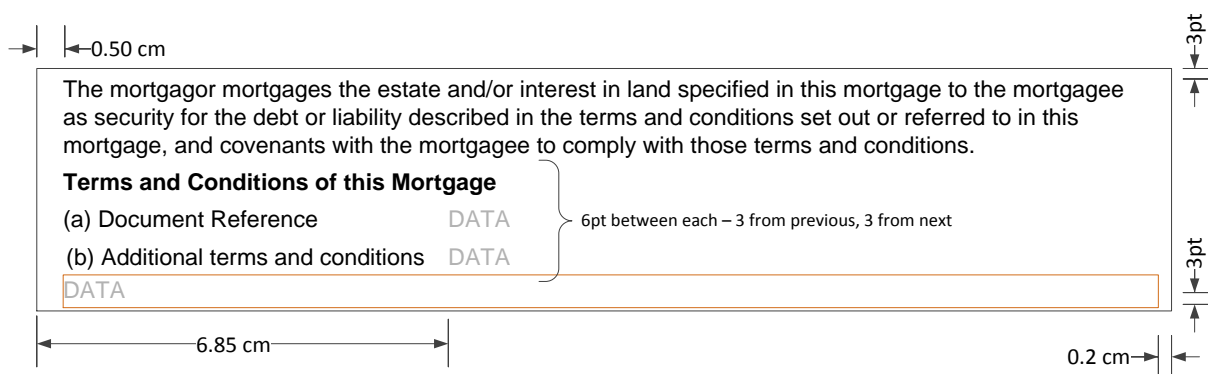 0.50 cm
3pt
The mortgagor mortgages the estate and/or interest in land specified in this mortgage to the mortgagee
as security for the debt or liability described in the terms and conditions set out or referred to in this
mortgage, and covenants with the mortgagee to comply with those terms and conditions.
Terms and Conditions of this Mortgage
(a) Document Reference DATA
6pt between each – 3 from previous, 3 from next
(b) Additional terms and conditions DATA
3pt
DATA
6.85 cm
0.2 cm